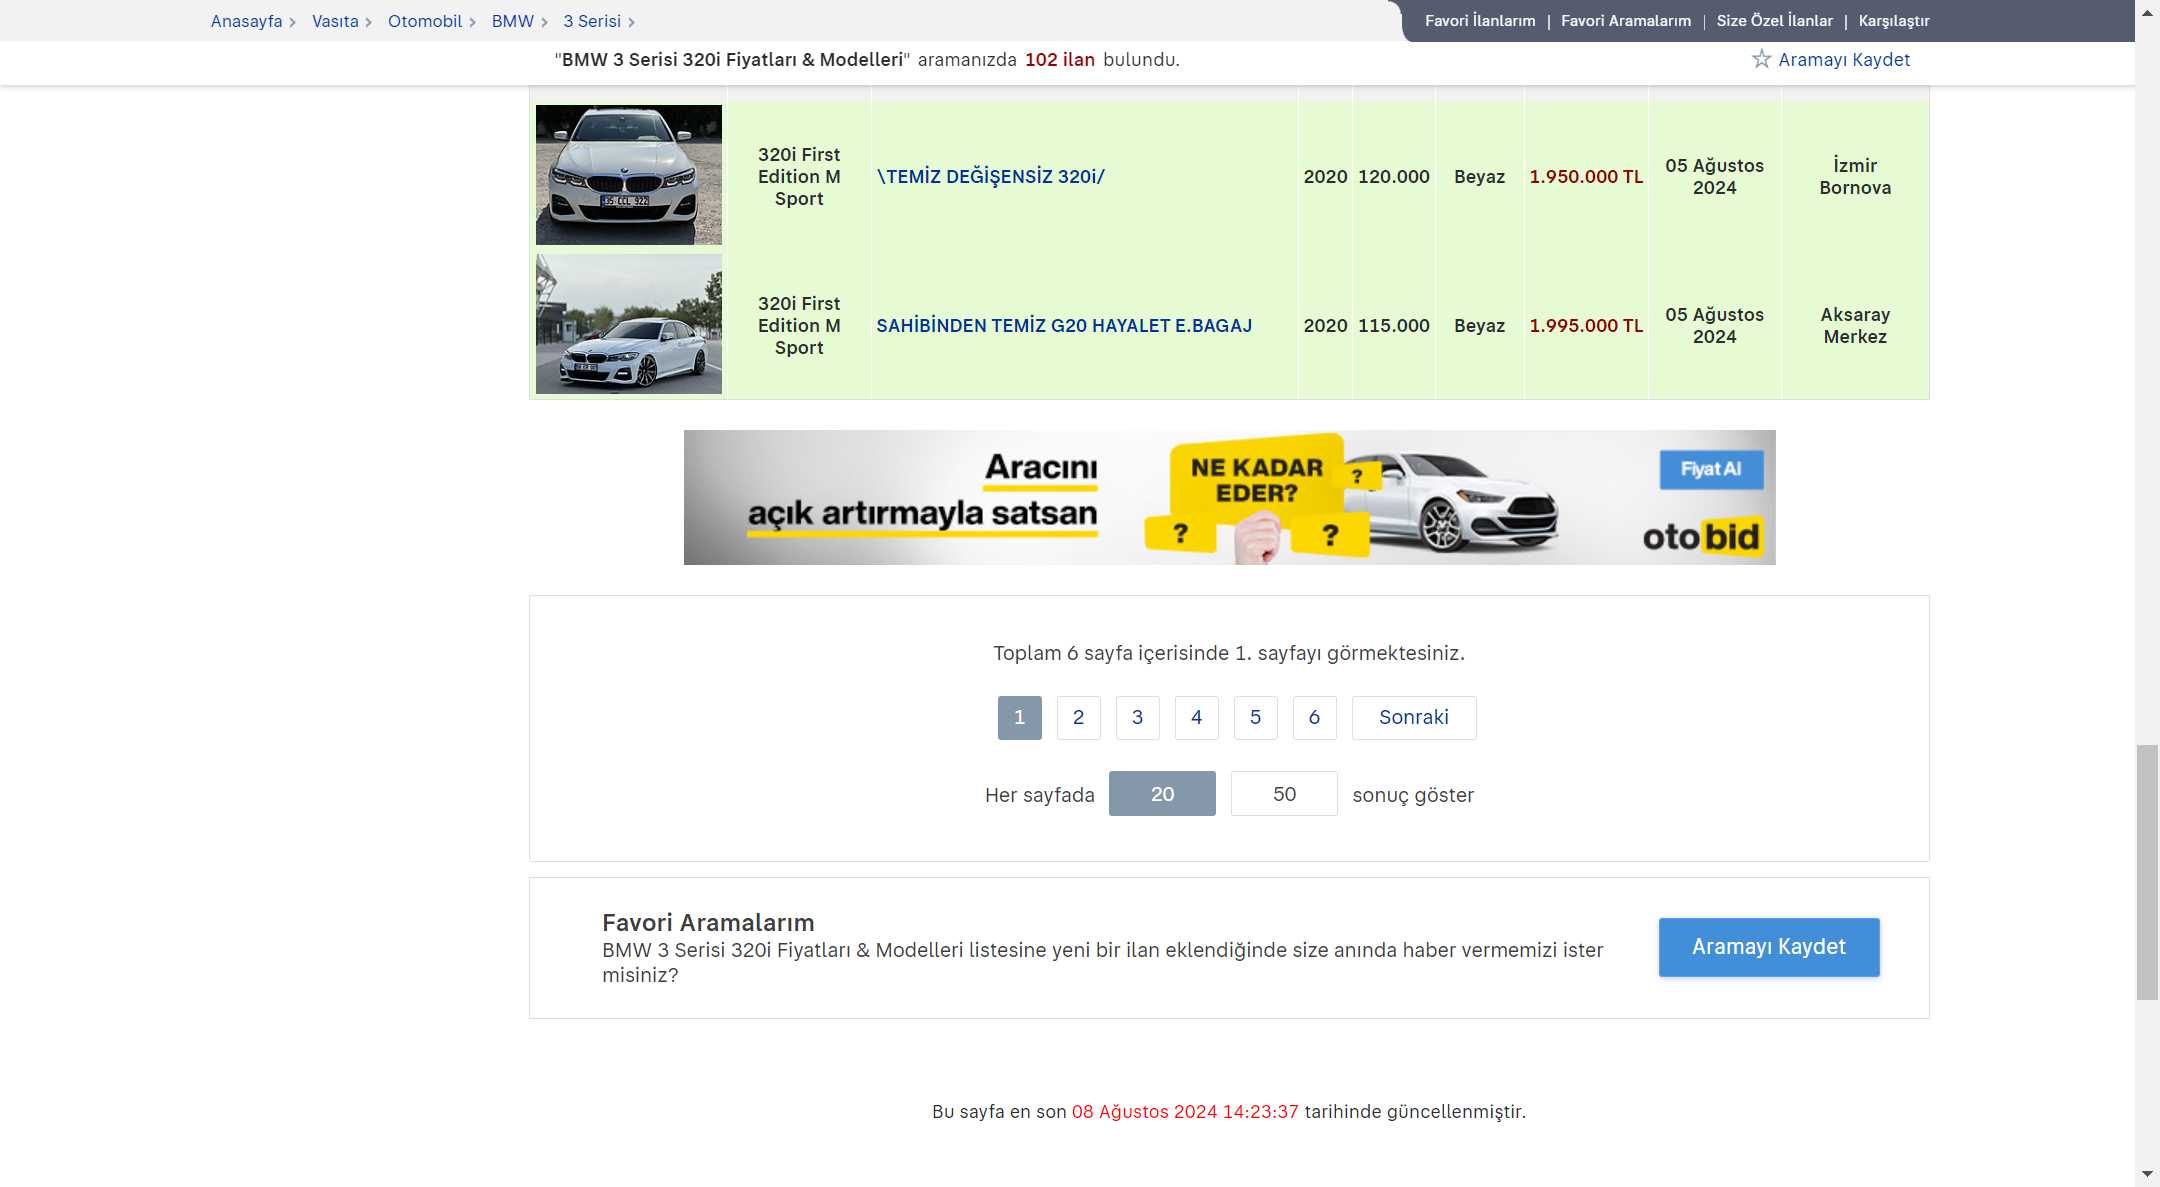 Anasayfa Vasıta Otomobil BMW 3 Serisi
Favori İlanlarım | Favori Aramalarım | Size Özel İlanlar | Karşılaştır
"BMW 3 Serisi 320i Fiyatları & Modelleri" aramanızda 102 ilan bulundu.
Aramayı Kaydet
35 CCL 922
320i First
Edition M
Sport
\TEMİZ DEĞİŞENSİZ 320i/
2020
120.000
Beyaz
1.950.000 TL
05 Ağustos
2024
İzmir
Bornova
320i First
Edition M
Sport
SAHİBİNDEN TEMİZ G20 HAYALET E.BAGAJ
2020
115.000
Beyaz
1.995.000 TL
05 Ağustos
2024
Aksaray
Merkez
Aracını
açık artırmayla satsan
NE KADAR
EDER?
?
?
?
Fiyat Al
otobid
Toplam 6 sayfa içerisinde 1. sayfayı görmektesiniz.
1 2 3 4 5 6 Sonraki
Her sayfada 20 50 sonuç göster
Favori Aramalarım
BMW 3 Serisi 320i Fiyatları & Modelleri listesine yeni bir ilan eklendiğinde size anında haber vermemizi ister
misiniz?
Aramayı Kaydet
Bu sayfa en son 08 Ağustos 2024 14:23:37 tarihinde güncellenmiştir.